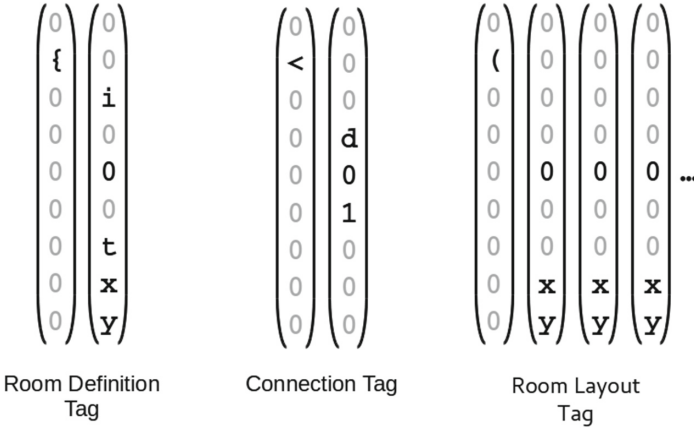 0 0 0 0 0 0 0 0
{ 0 < 0 ( 0 0 0
0 i 0 0 0 0 0 0
0 0 0 d 0 0 0 0
0 0 0 0 0 0 0 0 ...
0 0 0 1 0 0 0 0
0 t 0 0 0 0 0 0
0 x 0 0 0 x x x
0 y 0 0 0 y y y
Room Definition
Tag
Connection Tag
Room Layout
Tag